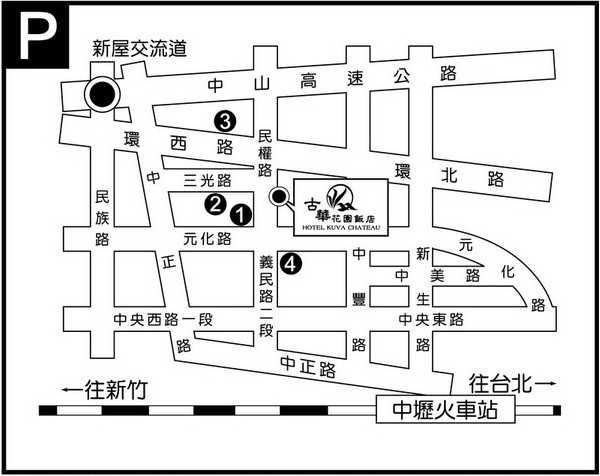 P
新屋交流道
中山高速公路
③
環西路
民權路
環北路
三光路
中正路
民族路
②
①
古華花園飯店
HOTEL KUVA CHATEAU
元化路
元化路
義民路二段
④
中豐路
新生路
中美路
中央西路一段
中央東路
中正路
←往新竹
往台北→
中壢火車站